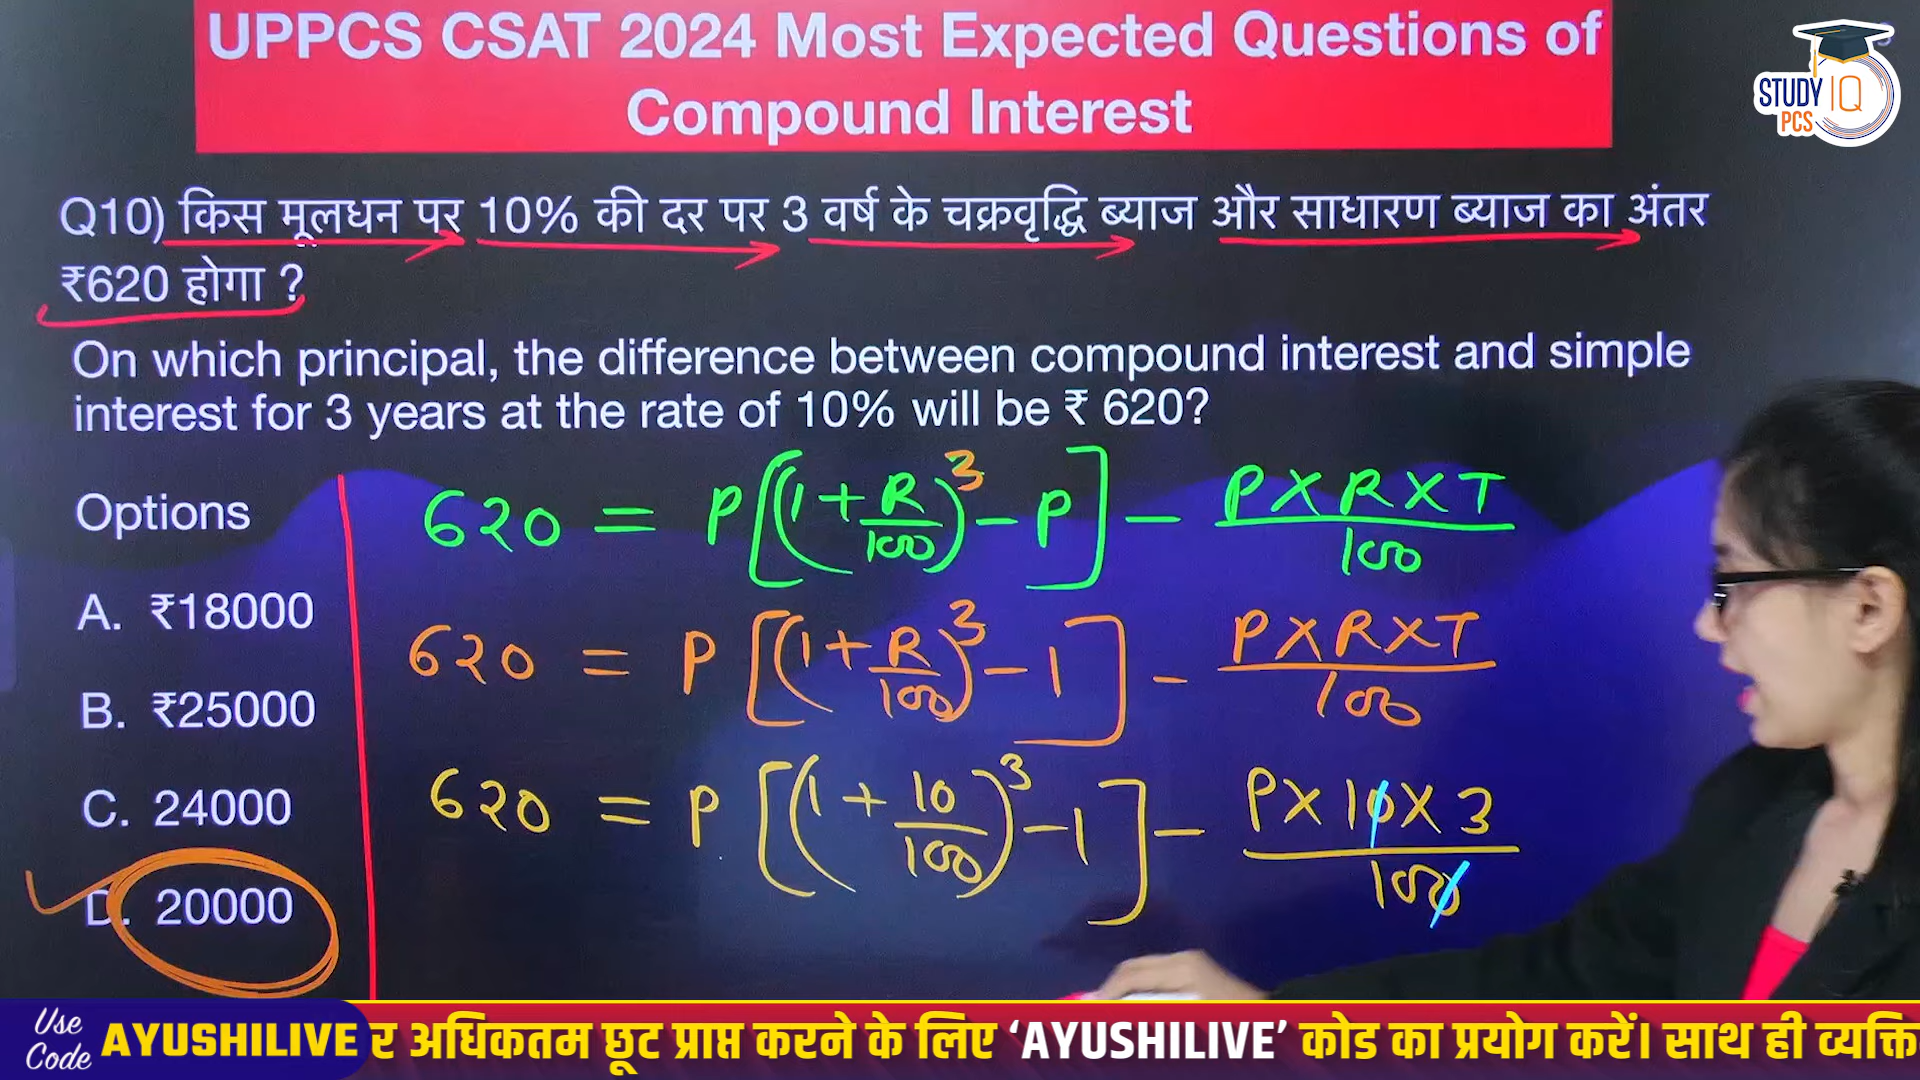 UPPCS CSAT 2024 Most Expected Questions of
Compound Interest
STUDY IQ
PCS
Q10) किस मूलधन पर 10% की दर पर 3 वर्ष के चक्रवृद्धि ब्याज और साधारण ब्याज का अंतर
₹620 होगा ?
On which principal, the difference between compound interest and simple
interest for 3 years at the rate of 10% will be ₹ 620?
Options
A. ₹18000
B. ₹25000
C. 24000
D. 20000
620 = P[(1+R/100)³-P] - P×R×T/100
620 = P[(1+R/100)³-1] - P×R×T/100
620 = P[(1+10/100)³-1] - P×10×3/100
Use
Code
AYUSHILIVE
र अधिकतम छूट प्राप्त करने के लिए ‘AYUSHILIVE’ कोड का प्रयोग करें। साथ ही व्यक्ति